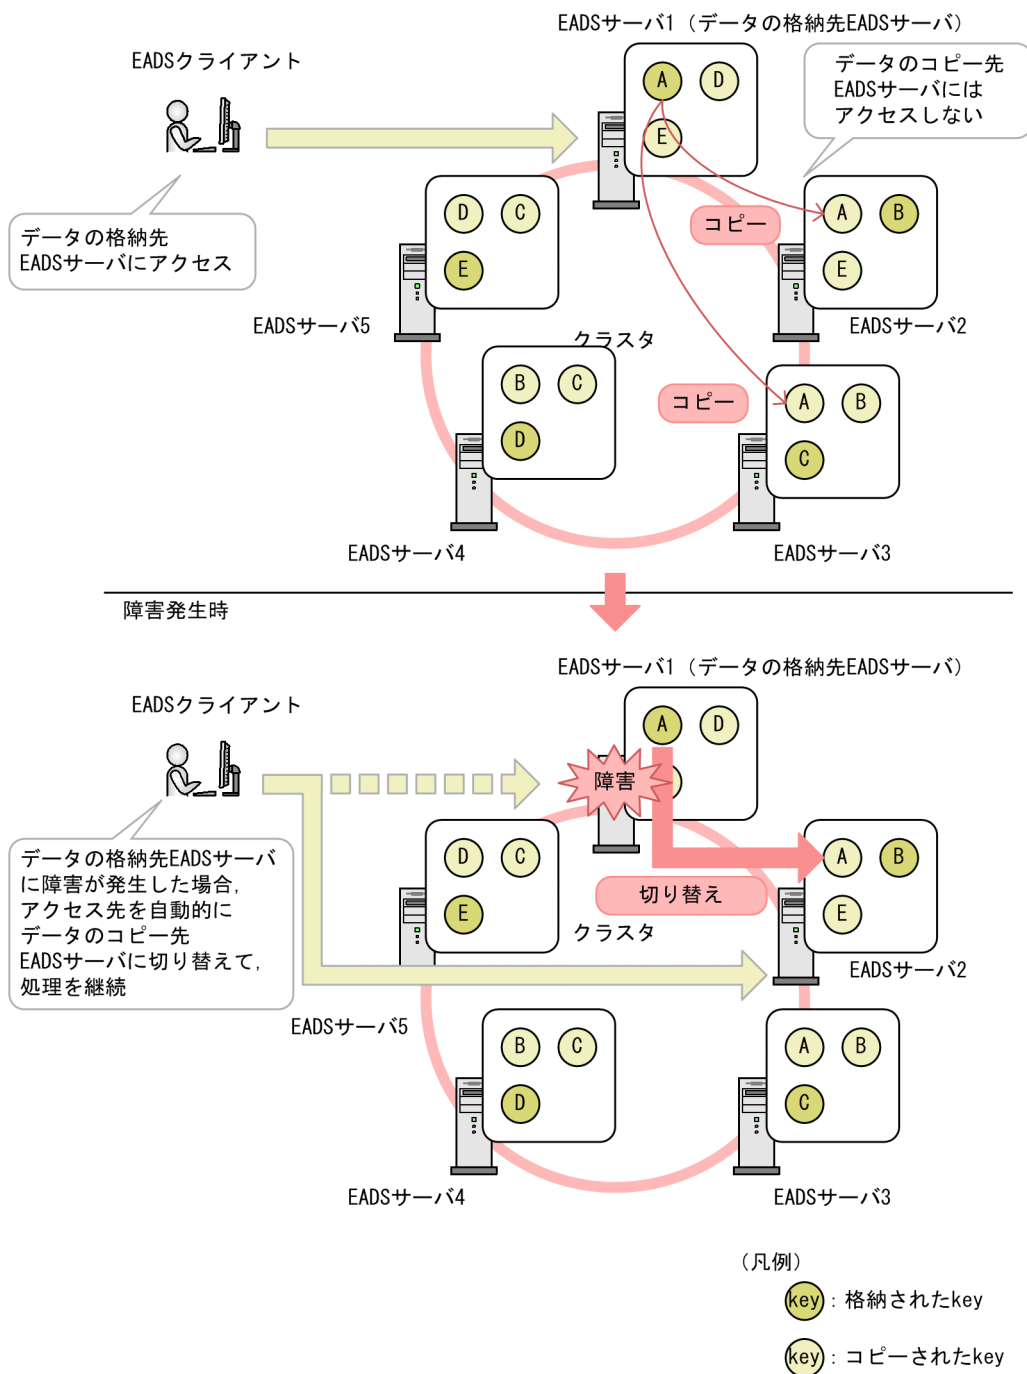 EADSサーバ1（データの格納先EADSサーバ）
EADSクライアント
データのコピー先
EADSサーバには
アクセスしない
A
D
E
データの格納先
EADSサーバにアクセス
D
C
E
コピー
A
B
E
EADSサーバ5
EADSサーバ2
クラスタ
B
C
D
コピー
A
B
C
EADSサーバ4
EADSサーバ3
障害発生時
EADSサーバ1（データの格納先EADSサーバ）
EADSクライアント
A
D
障害
データの格納先EADSサーバ
に障害が発生した場合,
アクセス先を自動的に
データのコピー先
EADSサーバに切り替えて,
処理を継続
D
C
E
切り替え
A
B
E
クラスタ
EADSサーバ2
EADSサーバ5
B
C
D
A
B
C
EADSサーバ4
EADSサーバ3
（凡例）
key：格納されたkey
key：コピーされたkey